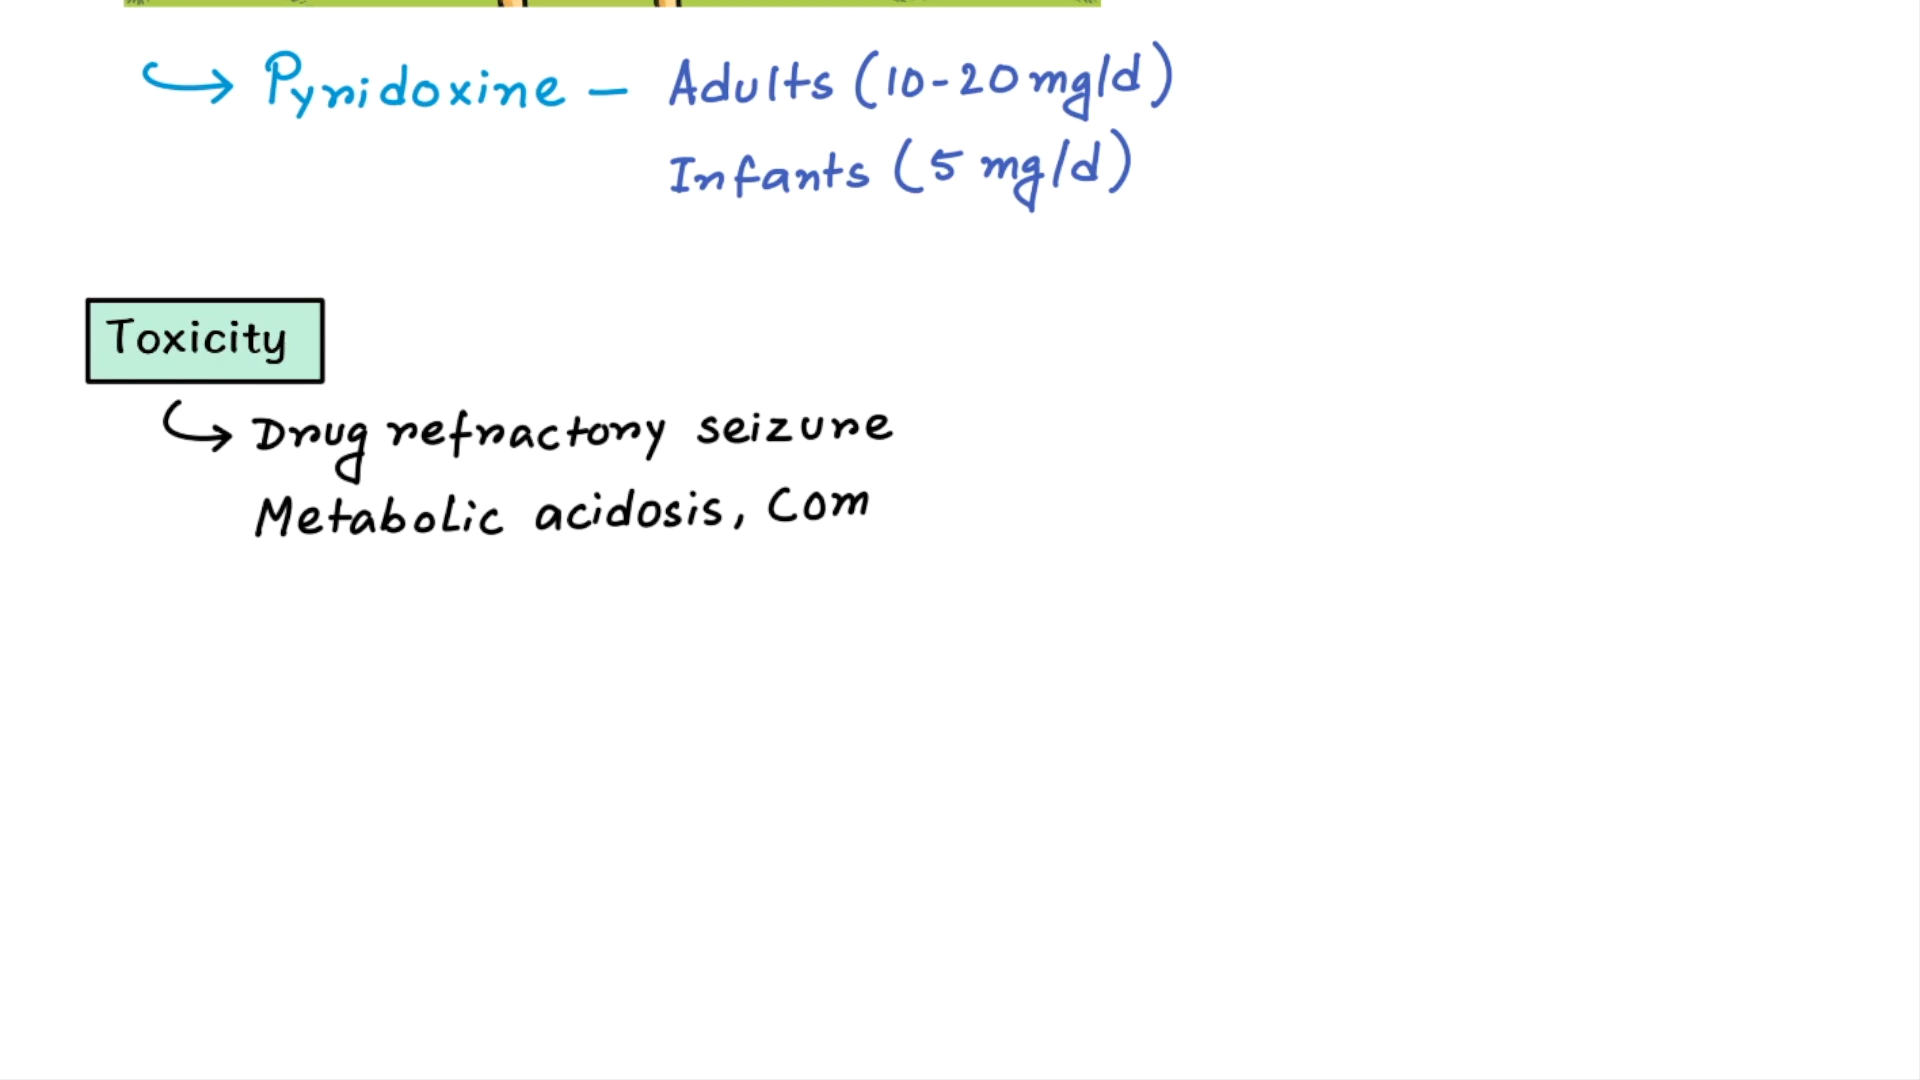 Pyridoxine – Adults (10-20 mg/d)
Infants (5 mg/d)
Toxicity
Drug refractory seizure
Metabolic acidosis, Com